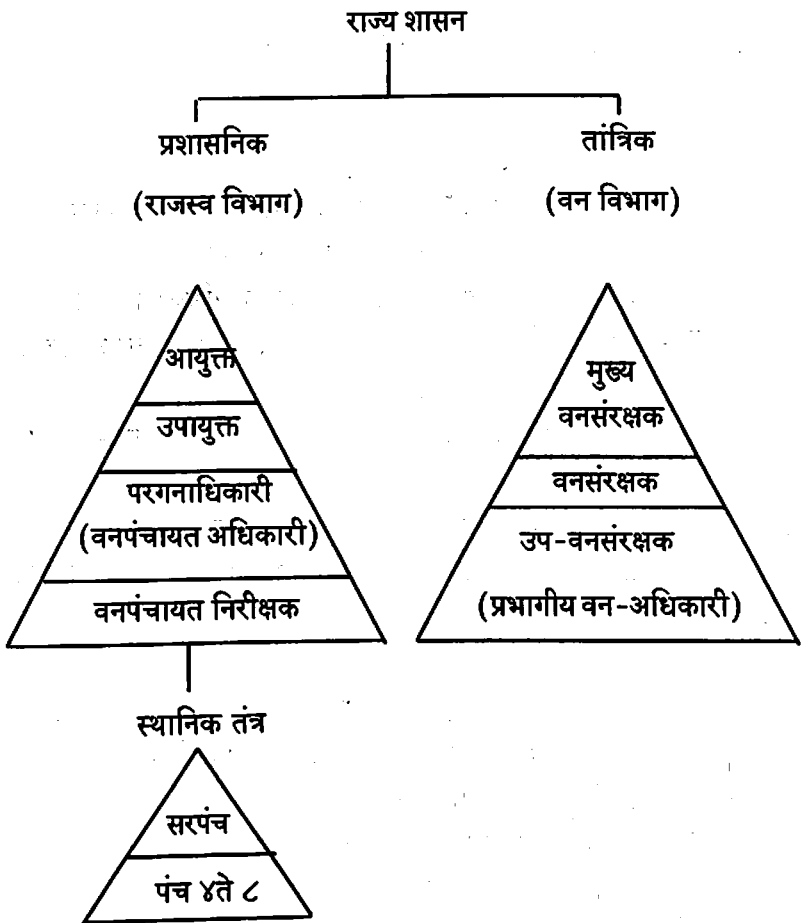 राज्य शासन
प्रशासनिक
(राजस्व विभाग)
आयुक्त
उपायुक्त
परगनाधिकारी
(वनपंचायत अधिकारी)
वनपंचायत निरीक्षक
स्थानिक तंत्र
सरपंच
पंच ४ते ८
तांत्रिक
(वन विभाग)
मुख्य
वनसंरक्षक
वनसंरक्षक
उप-वनसंरक्षक
(प्रभागीय वन-अधिकारी)